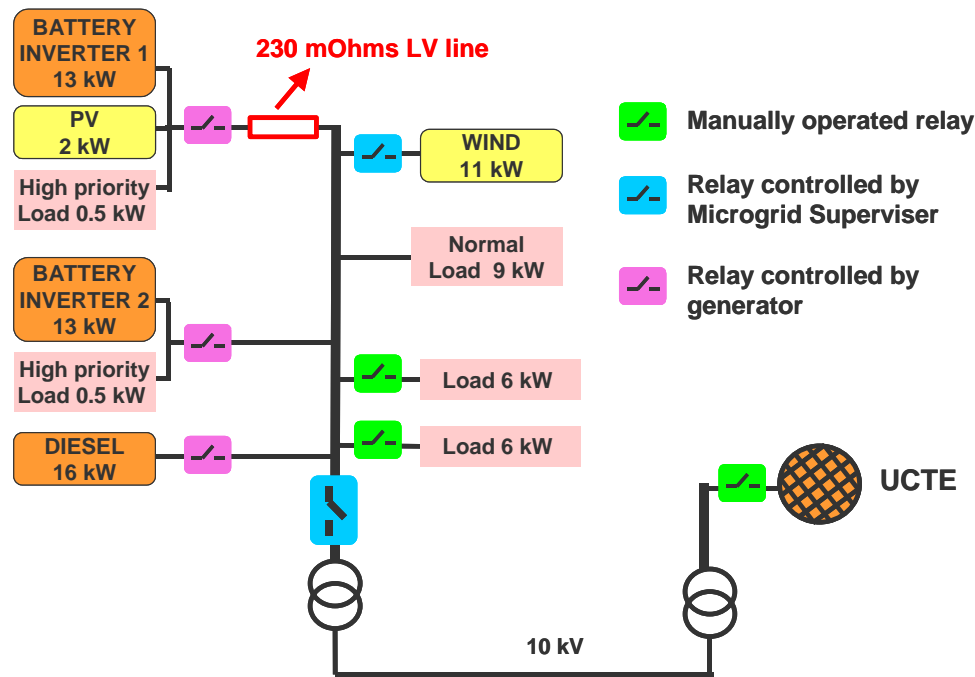 BATTERY
INVERTER 1
13 kW
230 mOhms LV line
PV
2 kW
High priority
Load 0.5 kW
WIND
11 kW
Normal
Load 9 kW
BATTERY
INVERTER 2
13 kW
High priority
Load 0.5 kW
Load 6 kW
Load 6 kW
DIESEL
16 kW
Manually operated relay
Relay controlled by
Microgrid Superviser
Relay controlled by
generator
UCTE
10 kV